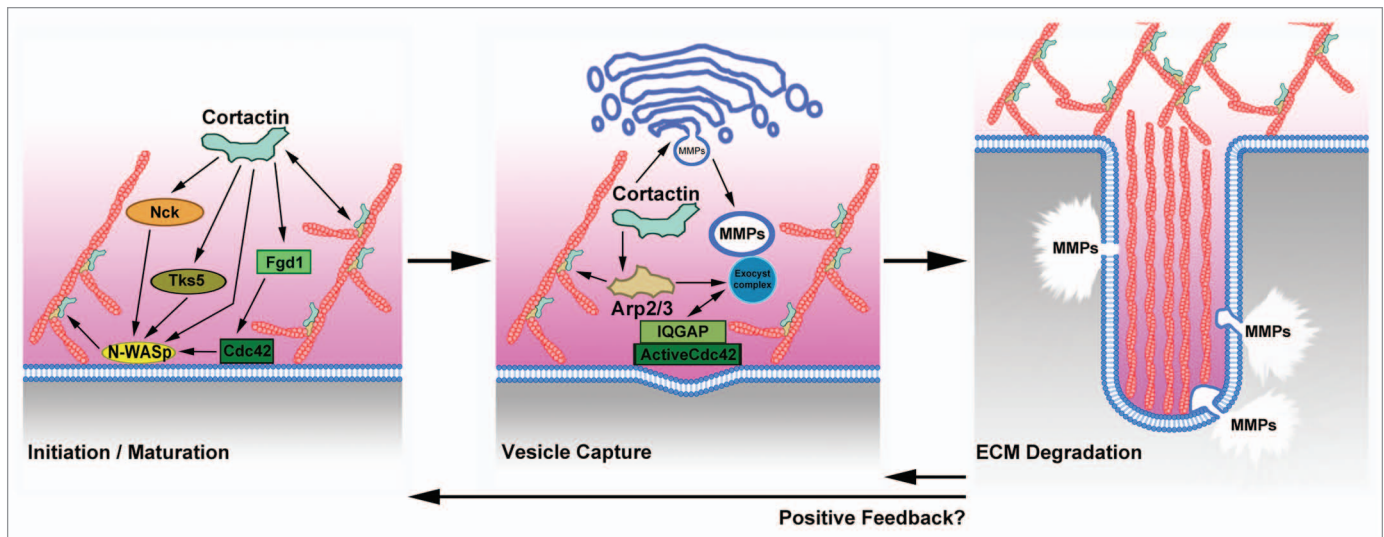 Cortactin
Nck
Tks5
Fgd1
N-WASp
Cdc42
Initiation / Maturation
MMPs
Cortactin
MMPs
Exocyst
complex
Arp2/3
IQGAP
ActiveCdc42
Vesicle Capture
MMPs
MMPs
MMPs
ECM Degradation
Positive Feedback?